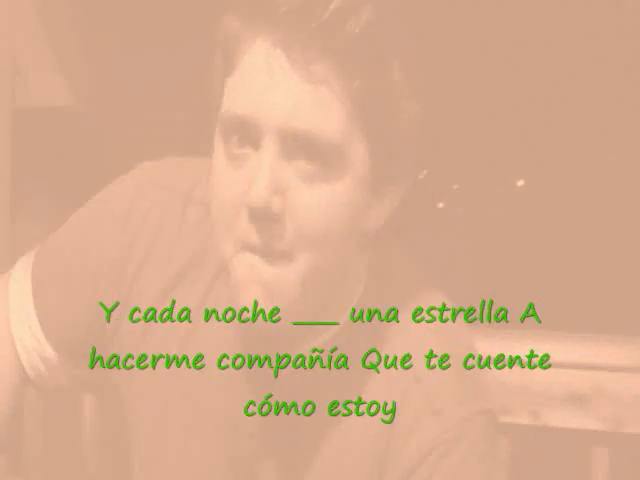 Y cada noche ___ una estrella A
hacerme compañía Que te cuente
cómo estoy